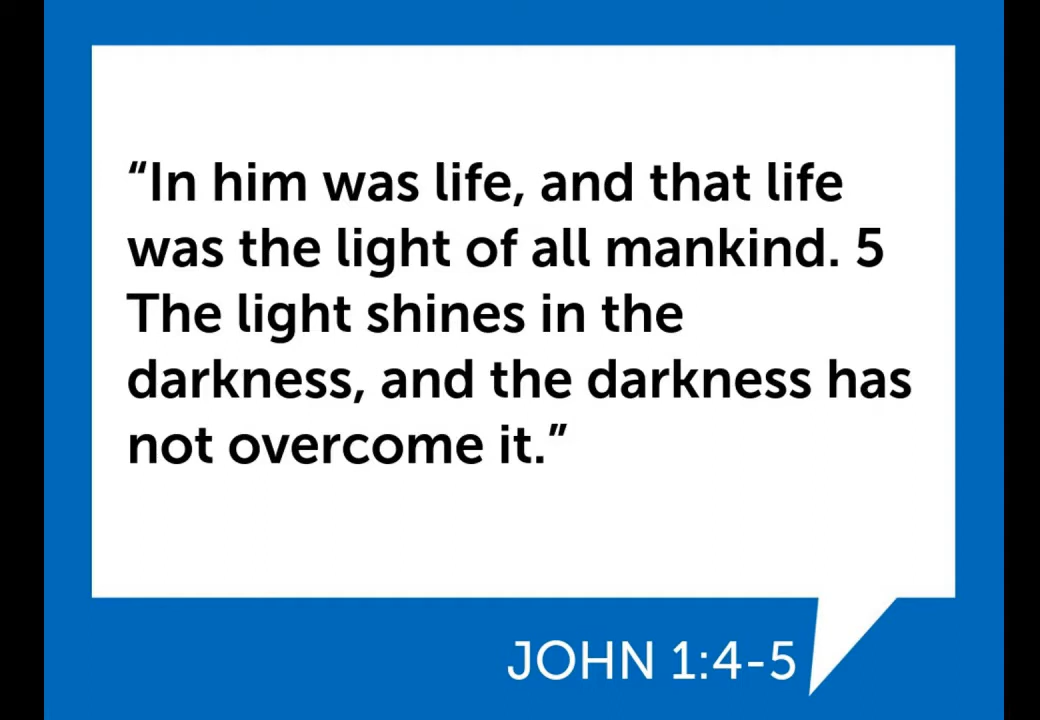 “In him was life, and that life
was the light of all mankind. 5
The light shines in the
darkness, and the darkness has
not overcome it.”
JOHN 1:4-5